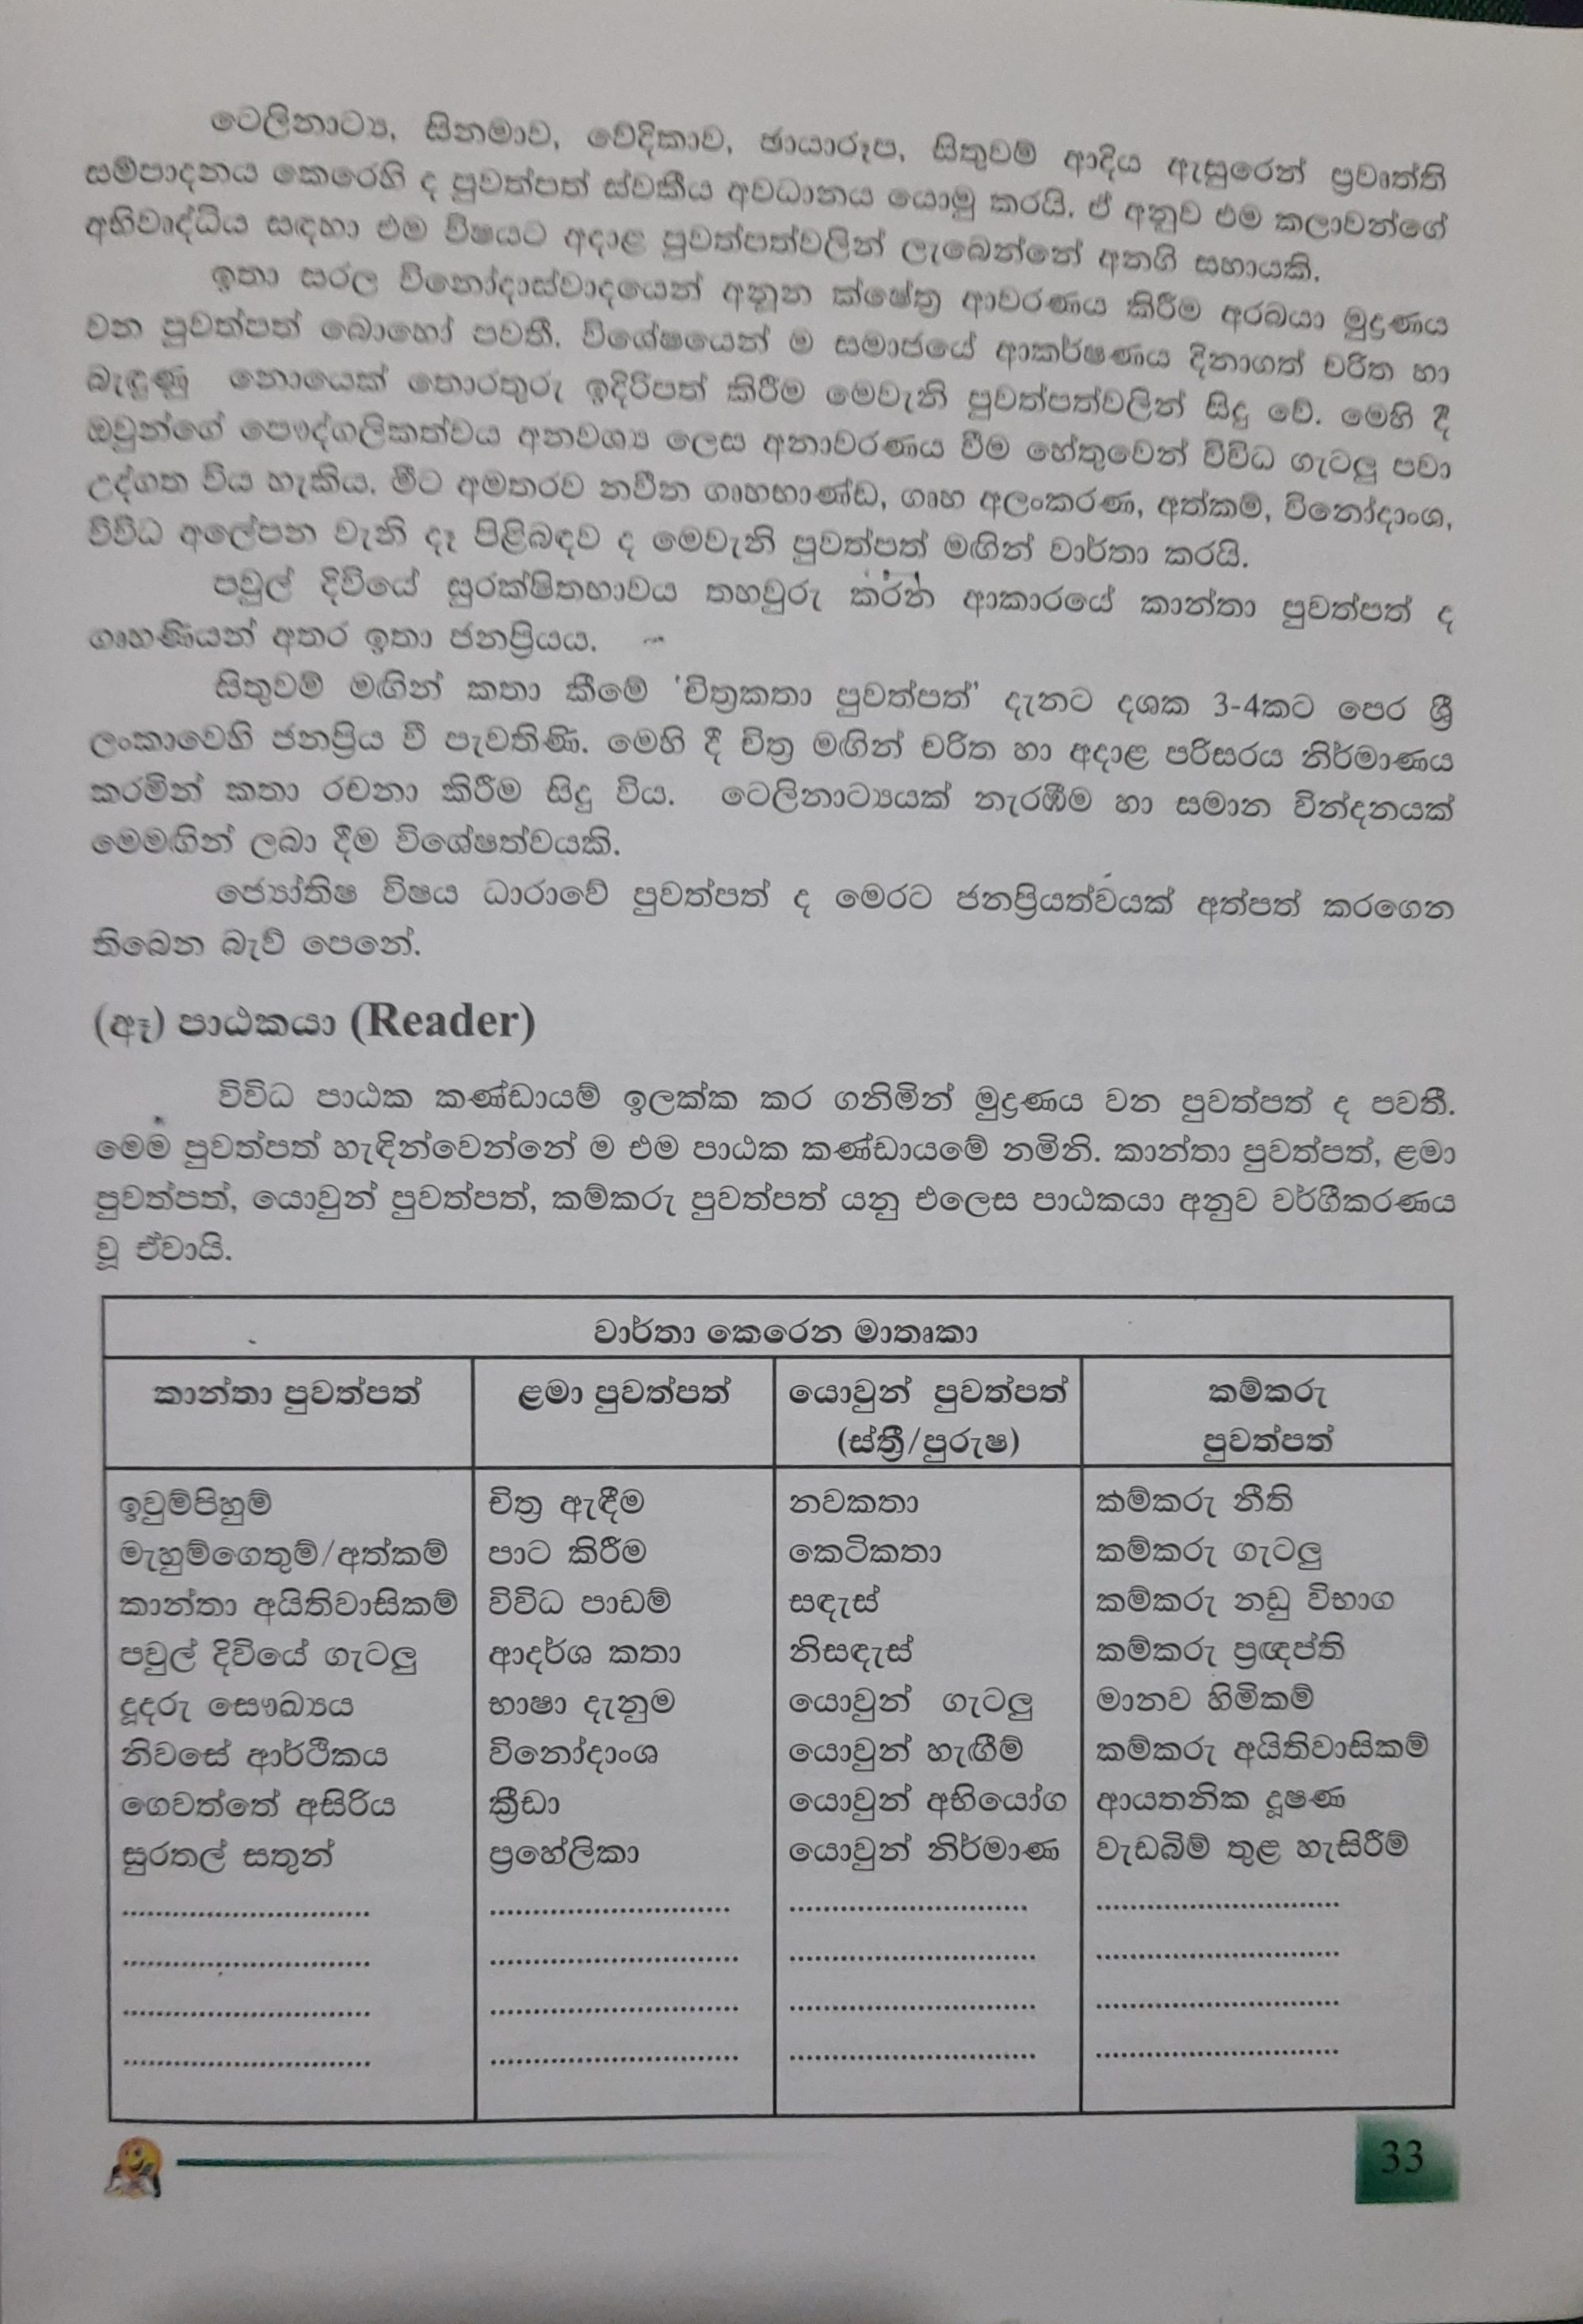 ටෙලිනාට්‍ය, සිනමාව, වේදිකාව, ඡායාරූප, සිතුවම් ආදිය ඇසුරෙන් ප්‍රවෘත්ති
සම්පාදනය කෙරෙහි ද පුවත්පත් ස්වකීය අවධානය යොමු කරයි. ඒ අනුව එම කලාවන්ගේ
අභිවෘද්ධිය සඳහා එම විෂයට අදාළ පුවත්පත්වලින් ලැබෙන්නේ අනගි සහායකි.
ඉතා සරල විනෝදාස්වාදයෙන් අනූන ක්ෂේත්‍ර ආවරණය කිරීම අරබයා මුද්‍රණය
වන පුවත්පත් බොහෝ පවතී. විශේෂයෙන් ම සමාජයේ ආකර්ෂණය දිනාගත් චරිත හා
බැඳුණු නොයෙක් තොරතුරු ඉදිරිපත් කිරීම මෙවැනි පුවත්පත්වලින් සිදු වේ. මෙහි දී
ඔවුන්ගේ පෞද්ගලිකත්වය අනවශ්‍ය ලෙස අනාවරණය වීම හේතුවෙන් විවිධ ගැටලු පවා
උද්ගත විය හැකිය. මීට අමතරව නවීන ගෘහභාණ්ඩ, ගෘහ අලංකරණ, අත්කම්, විනෝදාංශ,
විවිධ අලේපන වැනි දෑ පිළිබඳව ද මෙවැනි පුවත්පත් මඟින් වාර්තා කරයි.
පවුල් දිවියේ සුරක්ෂිතභාවය තහවුරු කරන ආකාරයේ කාන්තා පුවත්පත් ද
ගෘහණියන් අතර ඉතා ජනප්‍රියය.
සිතුවම් මඟින් කතා කීමේ 'චිත්‍රකතා පුවත්පත්' දැනට දශක 3-4කට පෙර ශ්‍රී
ලංකාවෙහි ජනප්‍රිය වී පැවතිණි. මෙහි දී චිත්‍ර මඟින් චරිත හා අදාළ පරිසරය නිර්මාණය
කරමින් කතා රචනා කිරීම සිදු විය. ටෙලිනාට්‍යයක් නැරඹීම හා සමාන වින්දනයක්
මෙමඟින් ලබා දීම විශේෂත්වයකි.
ජ්‍යෝතිෂ විෂය ධාරාවේ පුවත්පත් ද මෙරට ජනප්‍රියත්වයක් අත්පත් කරගෙන
තිබෙන බැව් පෙනේ.
(ඈ) පාඨකයා (Reader)
විවිධ පාඨක කණ්ඩායම් ඉලක්ක කර ගනිමින් මුද්‍රණය වන පුවත්පත් ද පවතී.
මෙම පුවත්පත් හැඳින්වෙන්නේ ම එම පාඨක කණ්ඩායමේ නමිනි. කාන්තා පුවත්පත්, ළමා
පුවත්පත්, යොවුන් පුවත්පත්, කම්කරු පුවත්පත් යනු එලෙස පාඨකයා අනුව වර්ගීකරණය
වූ ඒවායි.
වාර්තා කෙරෙන මාතෘකා
කාන්තා පුවත්පත් ළමා පුවත්පත් යොවුන් පුවත්පත් කම්කරු
(ස්ත්‍රී/පුරුෂ) පුවත්පත්
ඉවුම්පිහුම් චිත්‍ර ඇඳීම නවකතා කම්කරු නීති
මැහුම්ගෙතුම්/අත්කම් පාට කිරීම කෙටිකතා කම්කරු ගැටලු
කාන්තා අයිතිවාසිකම් විවිධ පාඩම් සඳැස් කම්කරු නඩු විභාග
පවුල් දිවියේ ගැටලු ආදර්ශ කතා නිසඳැස් කම්කරු ප්‍රඥප්ති
දූදරු සෞඛ්‍යය භාෂා දැනුම යොවුන් ගැටලු මානව හිමිකම්
නිවසේ ආර්ථිකය විනෝදාංශ යොවුන් හැඟීම් කම්කරු අයිතිවාසිකම්
ගෙවත්තේ අසිරිය ක්‍රීඩා යොවුන් අභියෝග ආයතනික දූෂණ
සුරතල් සතුන් ප්‍රහේලිකා යොවුන් නිර්මාණ වැඩබිම් තුළ හැසිරීම්
33